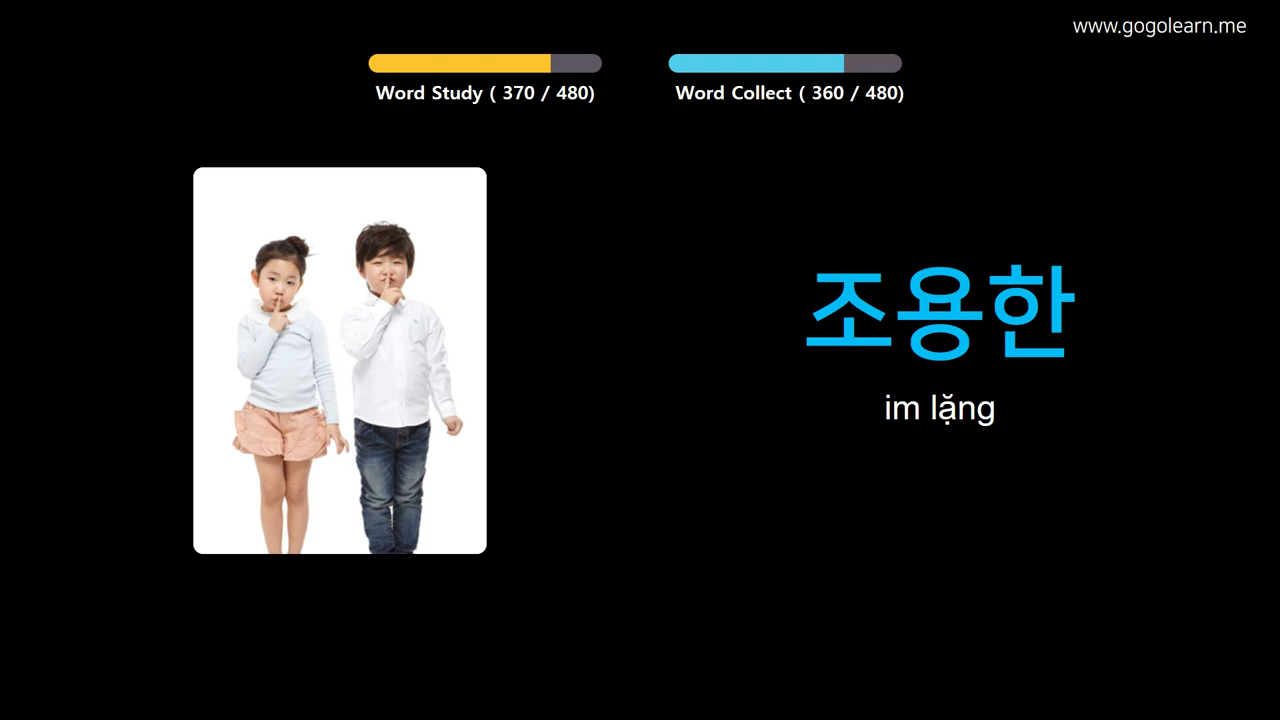 www.gogolearn.me
Word Study ( 370 / 480)
Word Collect ( 360 / 480)
조용한
im lặng